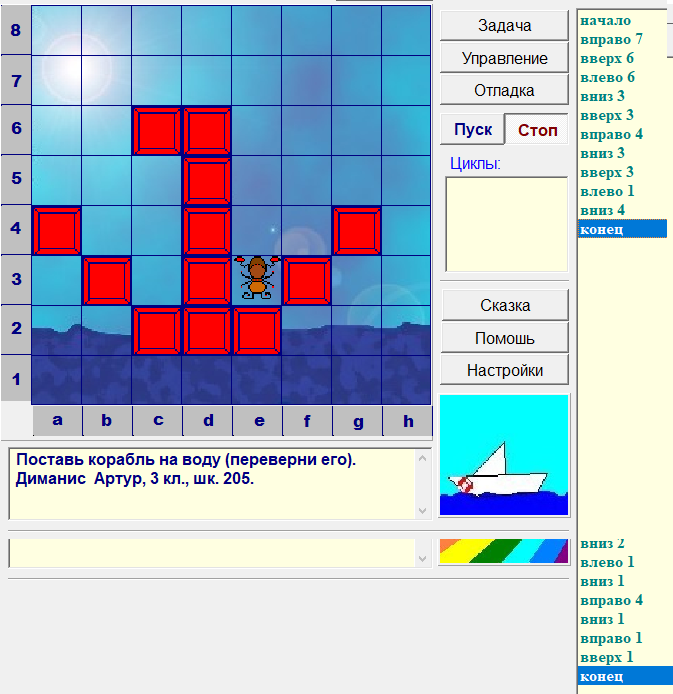 8
7
6
5
4
3
2
1
a b c d e f g h
Поставь корабль на воду (переверни его).
Диманис Артур, 3 кл., шк. 205.
Задача
Управление
Отладка
Пуск Стоп
Циклы:
Сказка
Помошь
Настройки
начало
вправо 7
вверх 6
влево 6
вниз 3
вверх 3
вправо 4
вниз 3
вверх 3
влево 1
вниз 4
конец
вниз 2
влево 1
вниз 1
вправо 4
вниз 1
вправо 1
вверх 1
конец